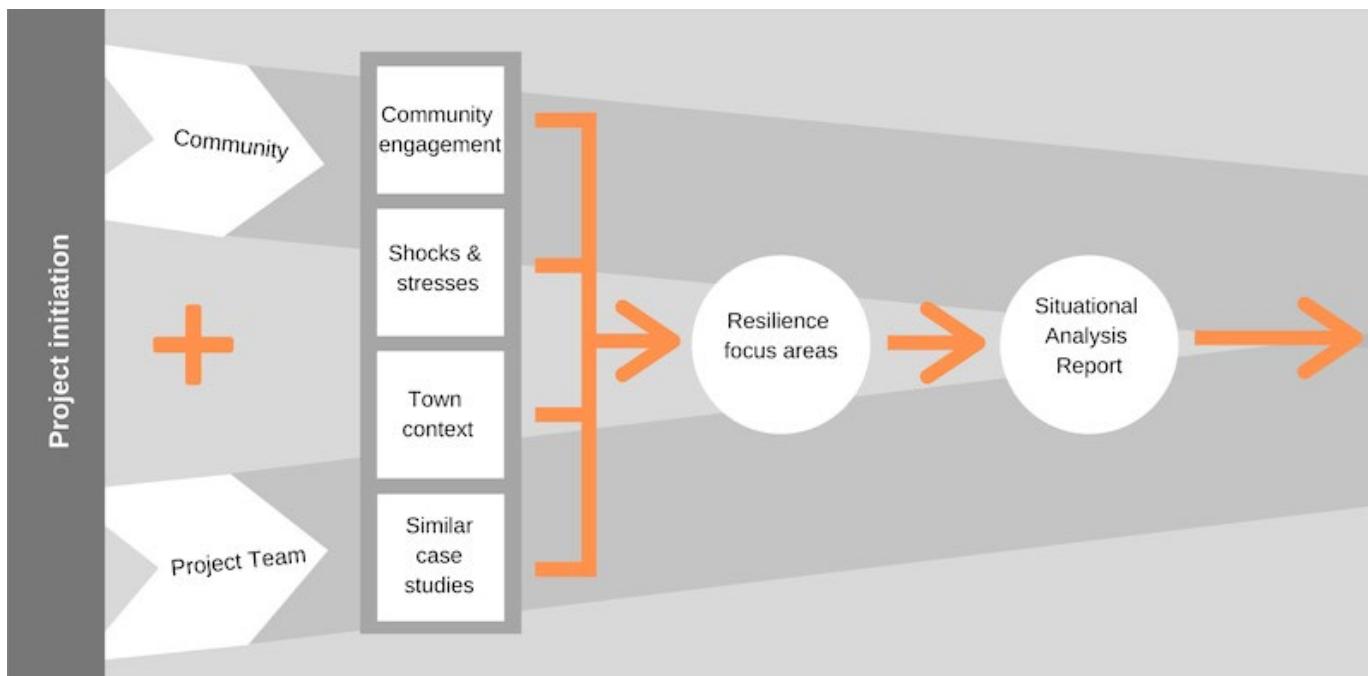 Project initiation
Community
Project Team
Community
engagement
Shocks &
stresses
Town
context
Similar
case
studies
Resilience
focus areas
Situational
Analysis
Report